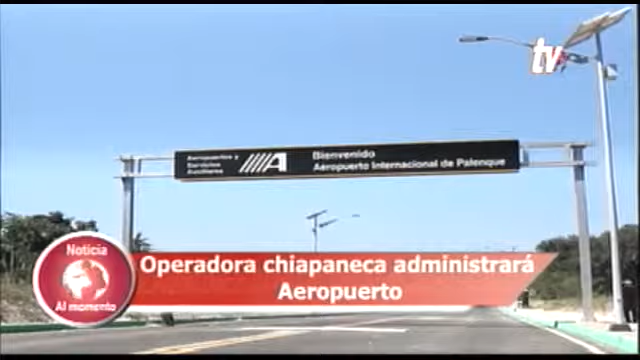 tv
Aeropuertos y
Servicios
Auxiliares
A
Bienvenido
Aeropuerto Internacional de Palenque
Noticia
Al momento
Operadora chiapaneca administrará
Aeropuerto